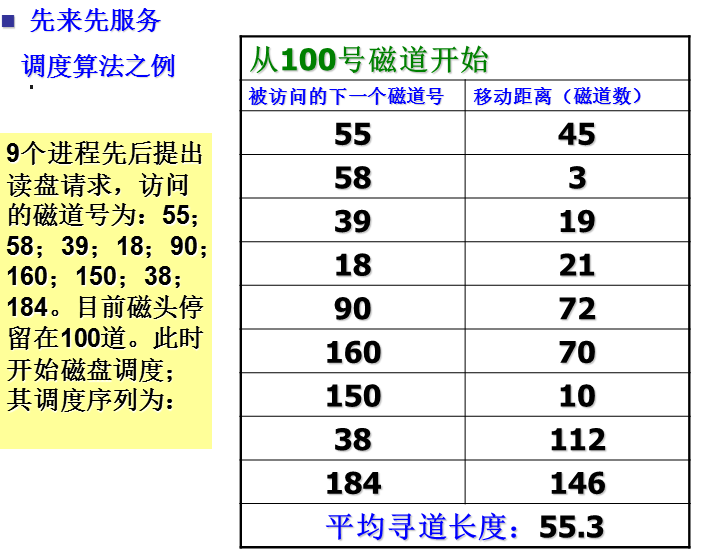 先来先服务
调度算法之例
9个进程先后提出
读盘请求，访问
的磁道号为：55；
58；39；18；90；
160；150；38；
184。目前磁头停
留在100道。此时
开始磁盘调度；
其调度序列为：
从100号磁道开始
被访问的下一个磁道号 移动距离（磁道数）
55 45
58 3
39 19
18 21
90 72
160 70
150 10
38 112
184 146
平均寻道长度：55.3